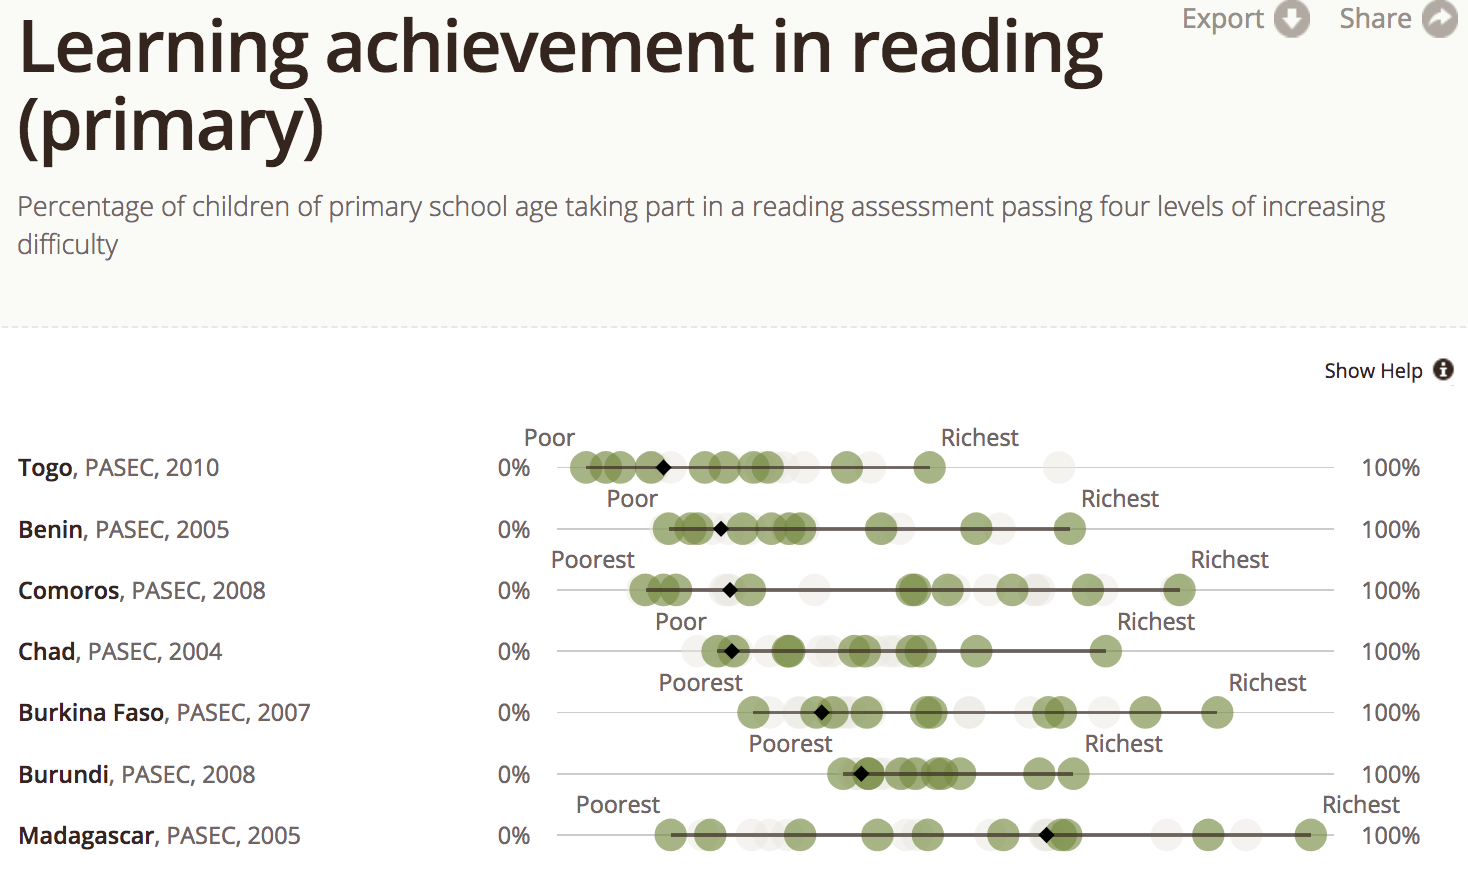 Export
Share
Learning achievement in reading
(primary)
Percentage of children of primary school age taking part in a reading assessment passing four levels of increasing
difficulty
Show Help
Poor Richest
Togo, PASEC, 2010 0% 100%
Poor Richest
Benin, PASEC, 2005 0% 100%
Poorest Richest
Comoros, PASEC, 2008 0% 100%
Poor Richest
Chad, PASEC, 2004 0% 100%
Poorest Richest
Burkina Faso, PASEC, 2007 0% 100%
Poorest Richest
Burundi, PASEC, 2008 0% 100%
Poorest Richest
Madagascar, PASEC, 2005 0% 100%